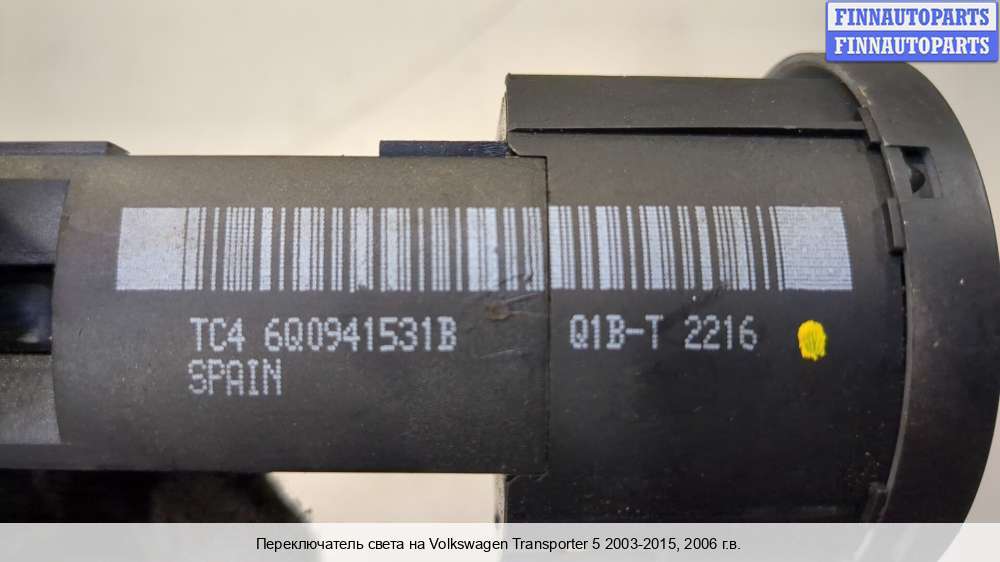 FINNAUTOPARTS
FINNAUTOPARTS
TC4 6Q0941531B Q1B-T 2216
SPAIN
Переключатель света на Volkswagen Transporter 5 2003-2015, 2006 г.в.